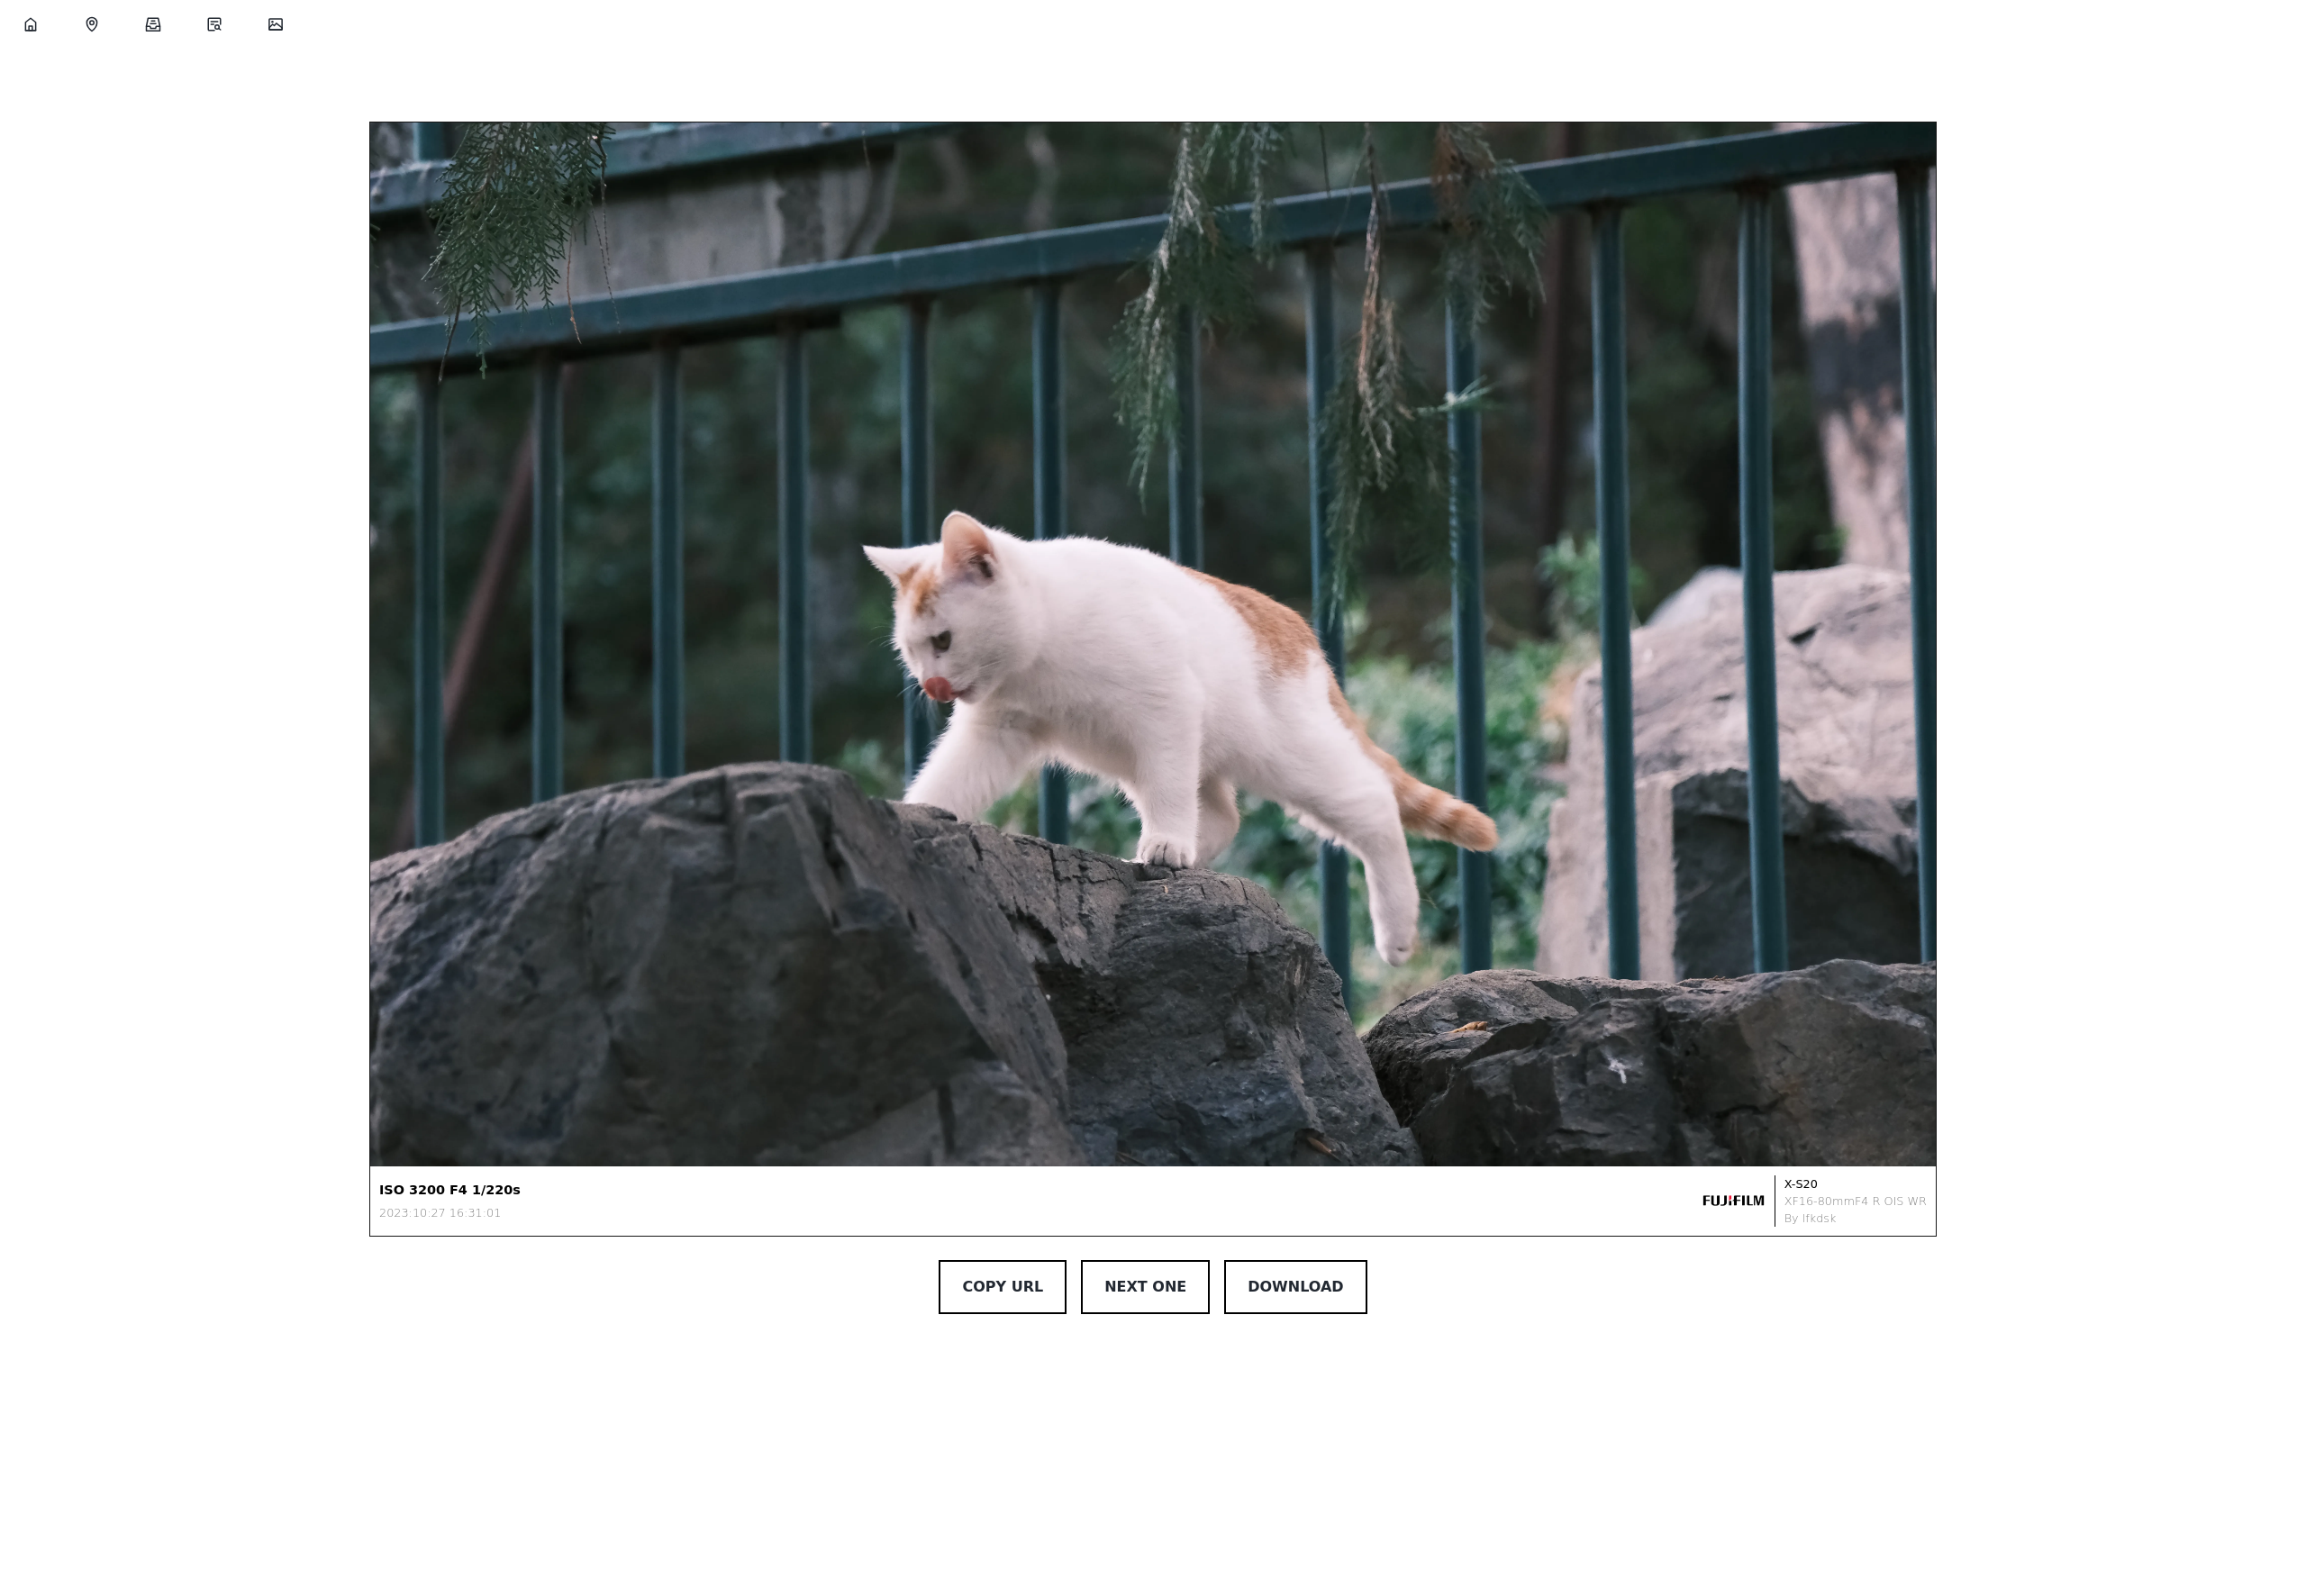 ISO 3200 F4 1/220s
2023:10:27 16:31:01
FUJIFILM
X-S20
XF16-80mmF4 R OIS WR
By Ifkdsk
COPY URL
NEXT ONE
DOWNLOAD